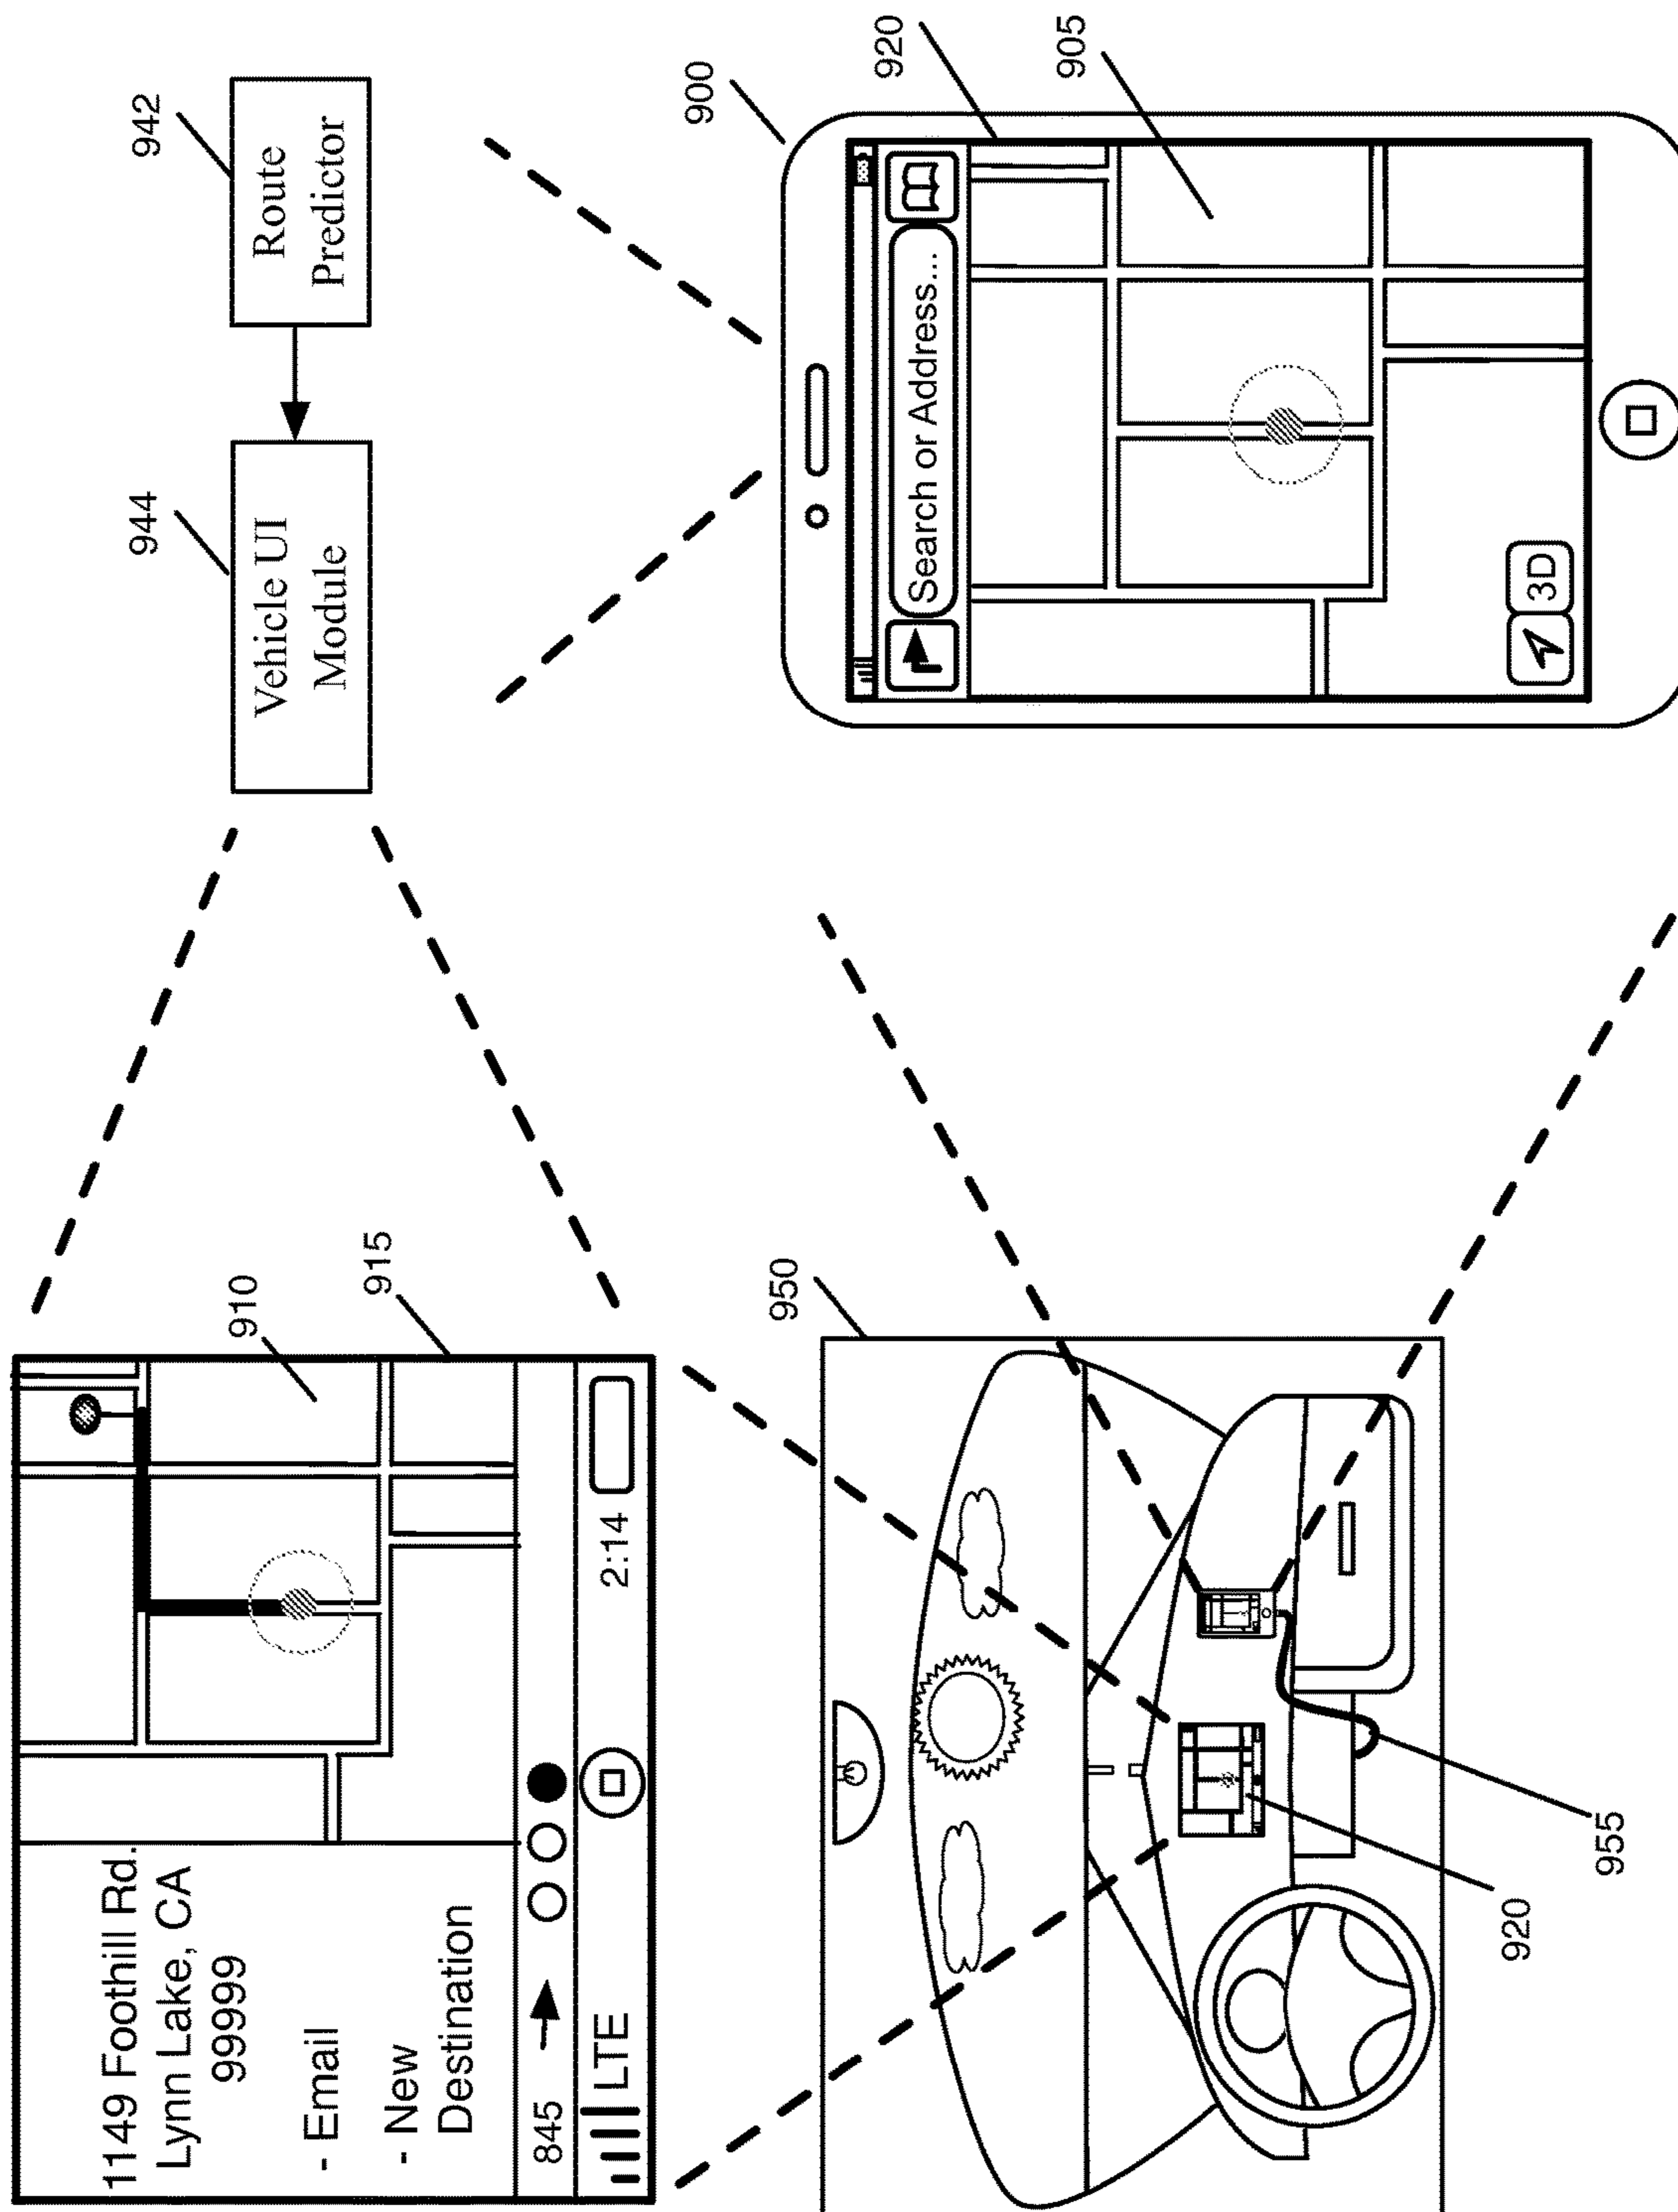 1149 Foothill Rd.
Lynn Lake, CA
99999
- Email
- New
Destination
845
LTE
2:14
910
915
944
Vehicle UI
Module
942
Route
Predictor
950
920
955
900
920
905
Search or Address...
3D